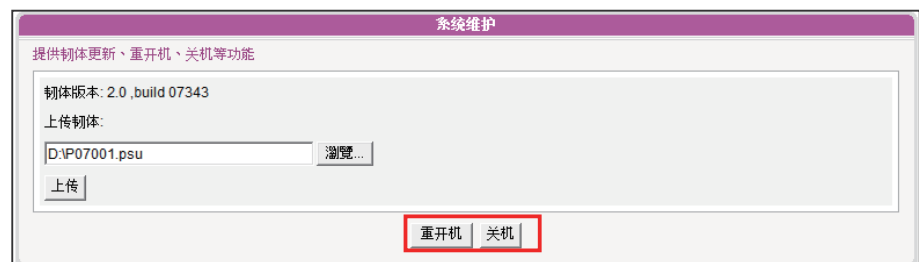 系统维护
提供韧体更新、重开机、关机等功能
韧体版本: 2.0 ,build 07343
上传韧体:
D:\P07001.psu 瀏覽...
上传
重开机 关机